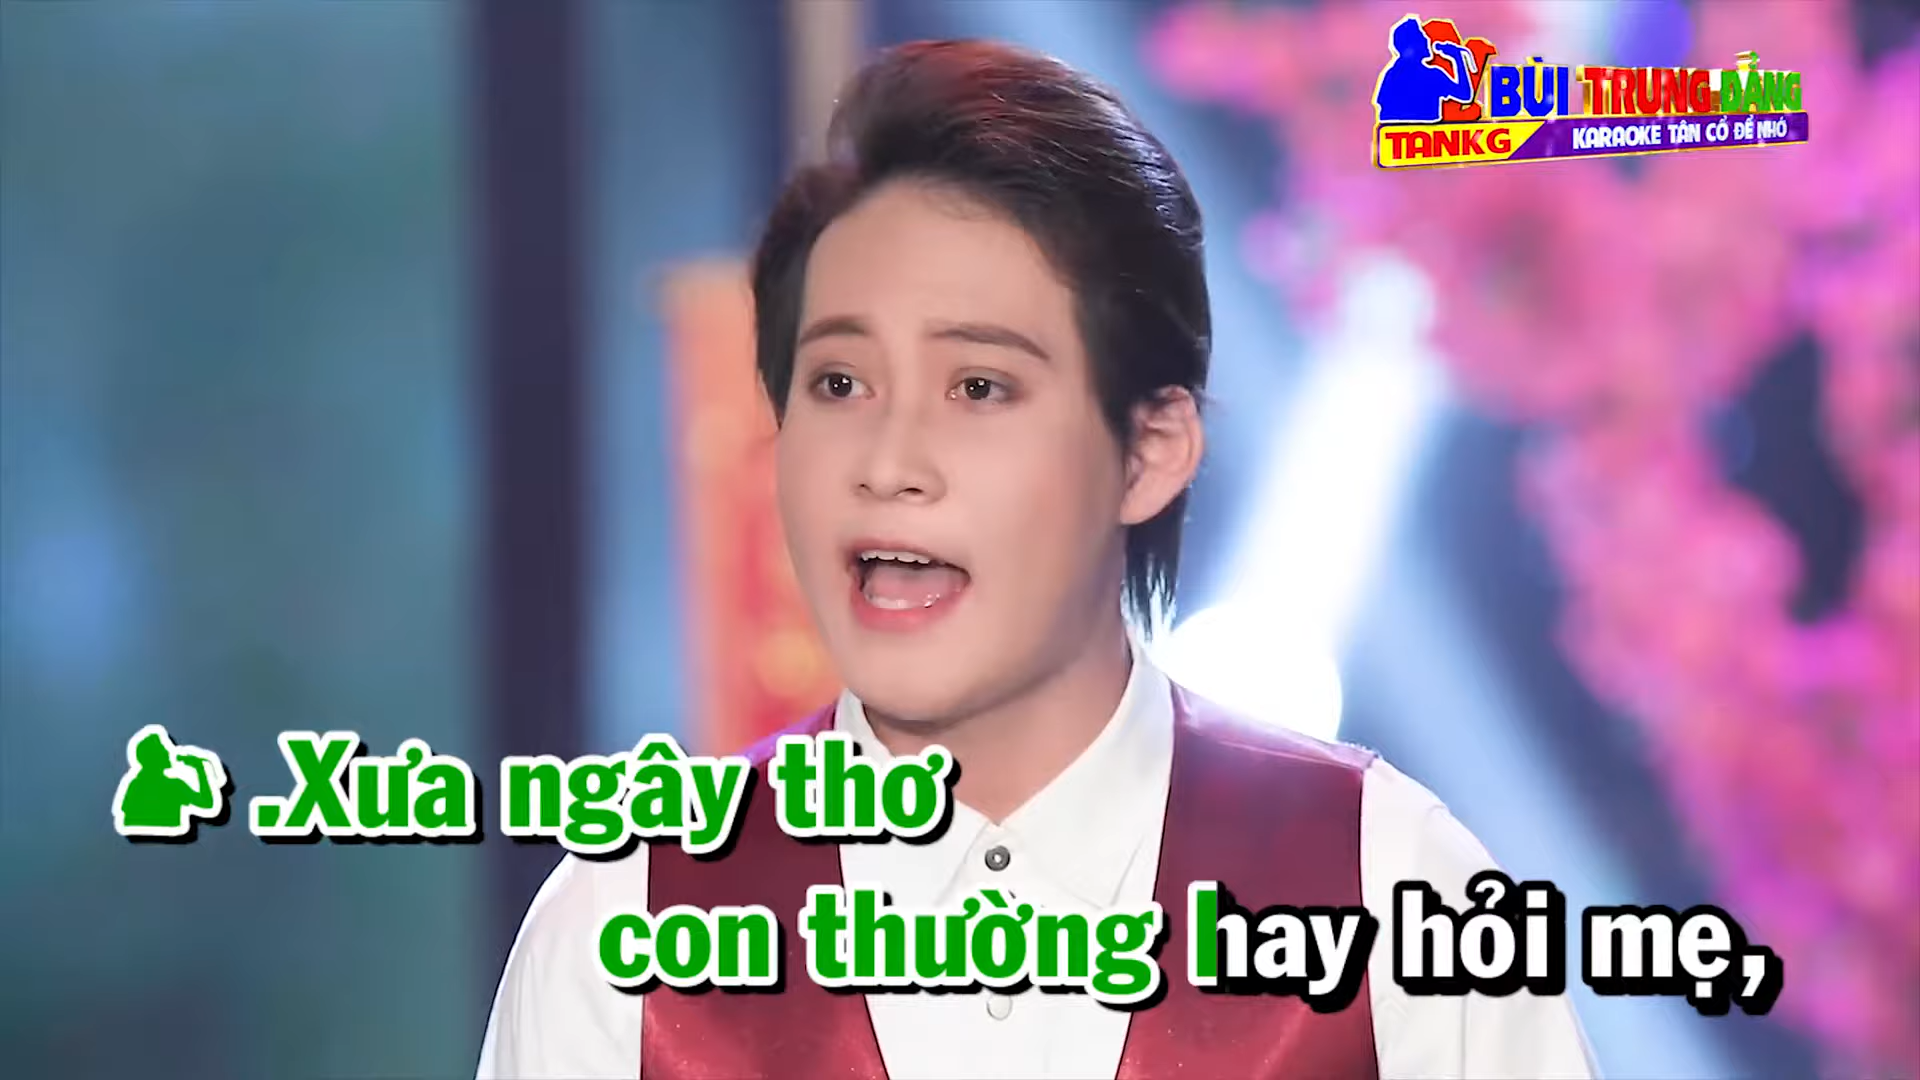 BÙI TRUNG ĐẲNG
TANKG
KARAOKE TÂN CỔ ĐỂ NHỚ
.Xưa ngây thơ
con thường hay hỏi mẹ,